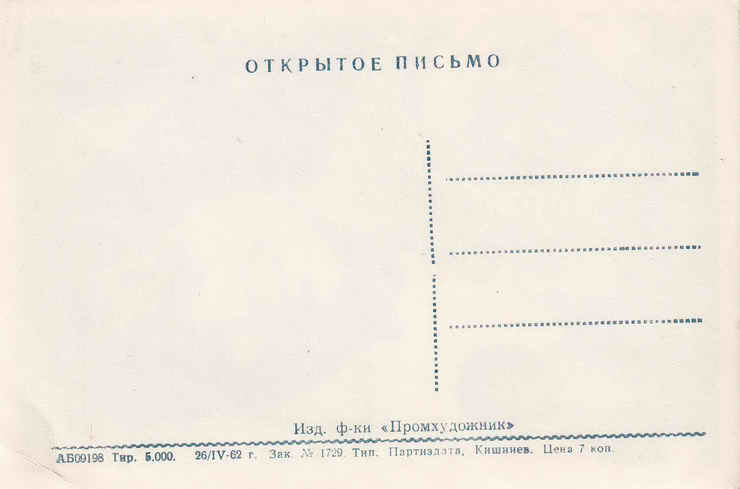 ОТКРЫТОЕ ПИСЬМО
Изд. ф-ки «Промхудожник»
АБ09198 Тир. 5.000. 26/IV-62 г. Зак. № 1729. Тип. Партиздата, Кишинев. Цена 7 коп.